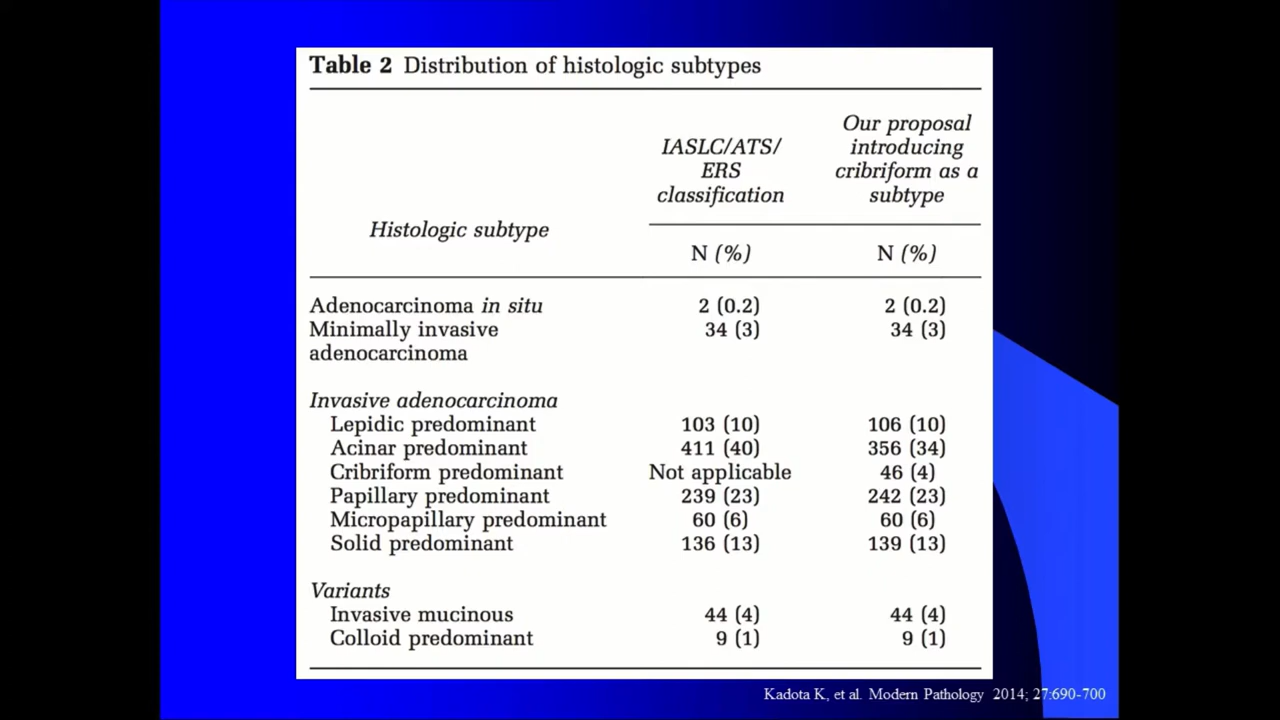 Table 2 Distribution of histologic subtypes
Histologic subtype
IASLC/ATS/
ERS
classification
Our proposal
introducing
cribriform as a
subtype
N (%)
N (%)
Adenocarcinoma in situ 2 (0.2) 2 (0.2)
Minimally invasive 34 (3) 34 (3)
adenocarcinoma
Invasive adenocarcinoma
Lepidic predominant 103 (10) 106 (10)
Acinar predominant 411 (40) 356 (34)
Cribriform predominant Not applicable 46 (4)
Papillary predominant 239 (23) 242 (23)
Micropapillary predominant 60 (6) 60 (6)
Solid predominant 136 (13) 139 (13)
Variants
Invasive mucinous 44 (4) 44 (4)
Colloid predominant 9 (1) 9 (1)
Kadota K, et al. Modern Pathology 2014; 27:690-700